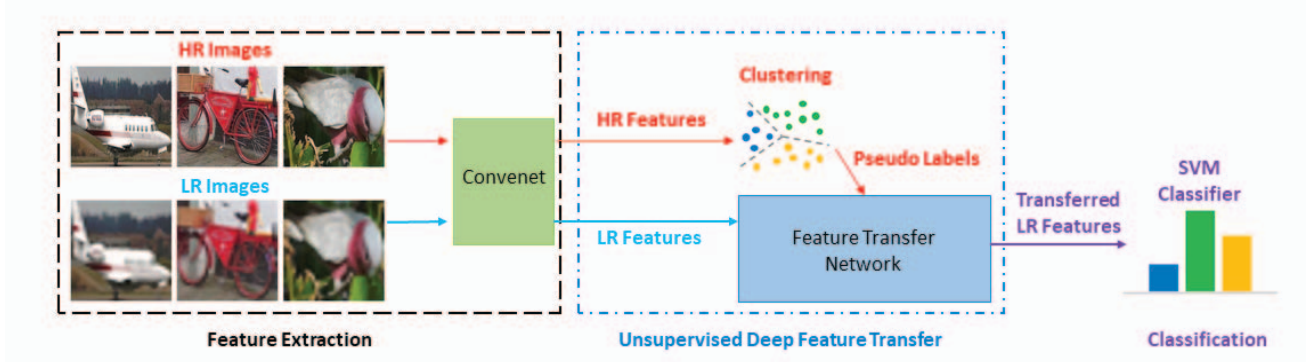 HR Images
LR Images
Convenet
HR Features
LR Features
Clustering
Pseudo Labels
Feature Transfer
Network
Transferred
LR Features
SVM
Classifier
Feature Extraction
Unsupervised Deep Feature Transfer
Classification